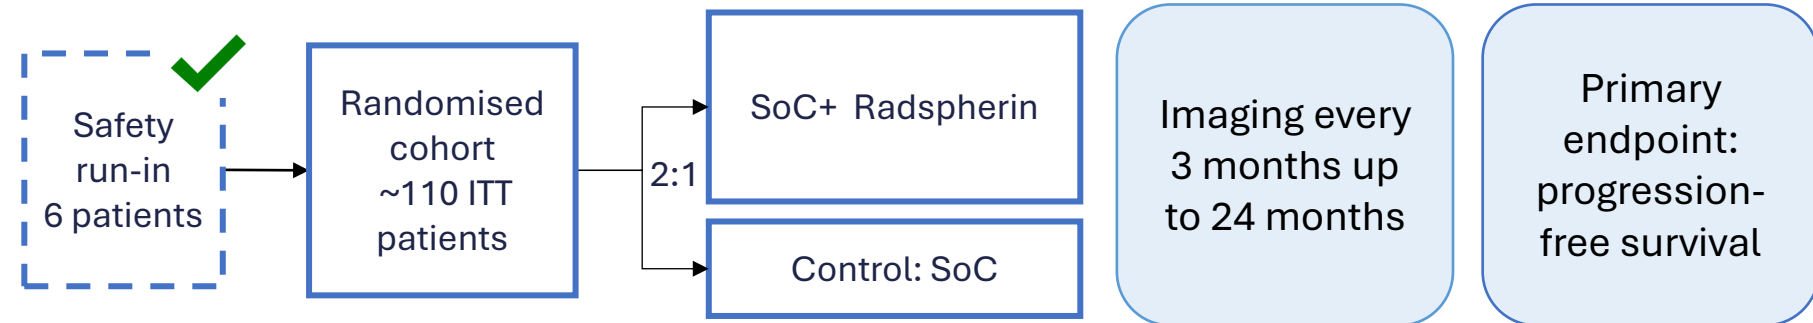 Safety
run-in
6 patients
Randomised
cohort
~110 ITT
patients
2:1
SoC+ Radspherin
Control: SoC
Imaging every
3 months up
to 24 months
Primary
endpoint:
progression-
free survival